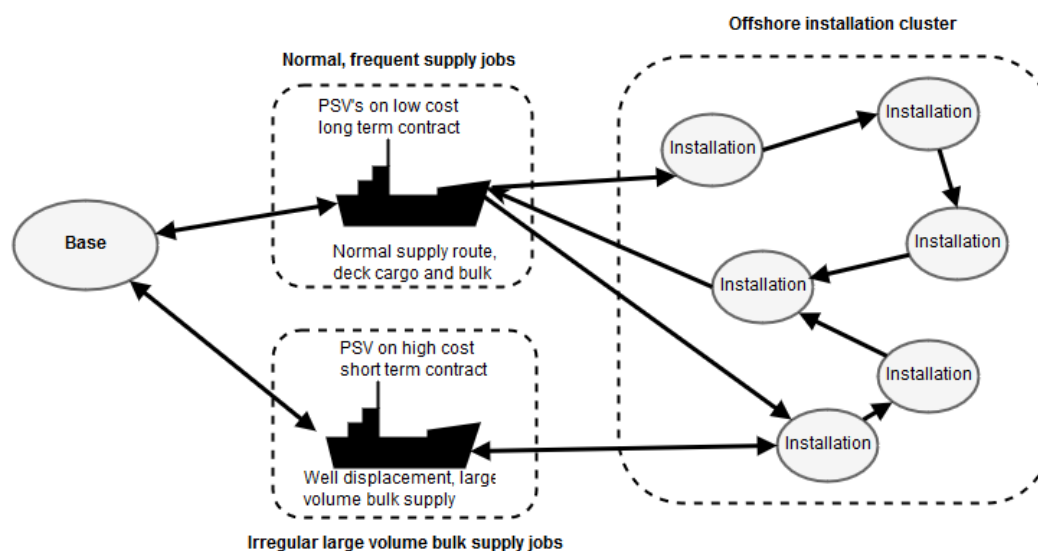 Offshore installation cluster
Normal, frequent supply jobs
PSV's on low cost
long term contract
Normal supply route,
deck cargo and bulk
Base
PSV on high cost
short term contract
Well displacement, large
volume bulk supply
Irregular large volume bulk supply jobs
Installation
Installation
Installation
Installation
Installation
Installation